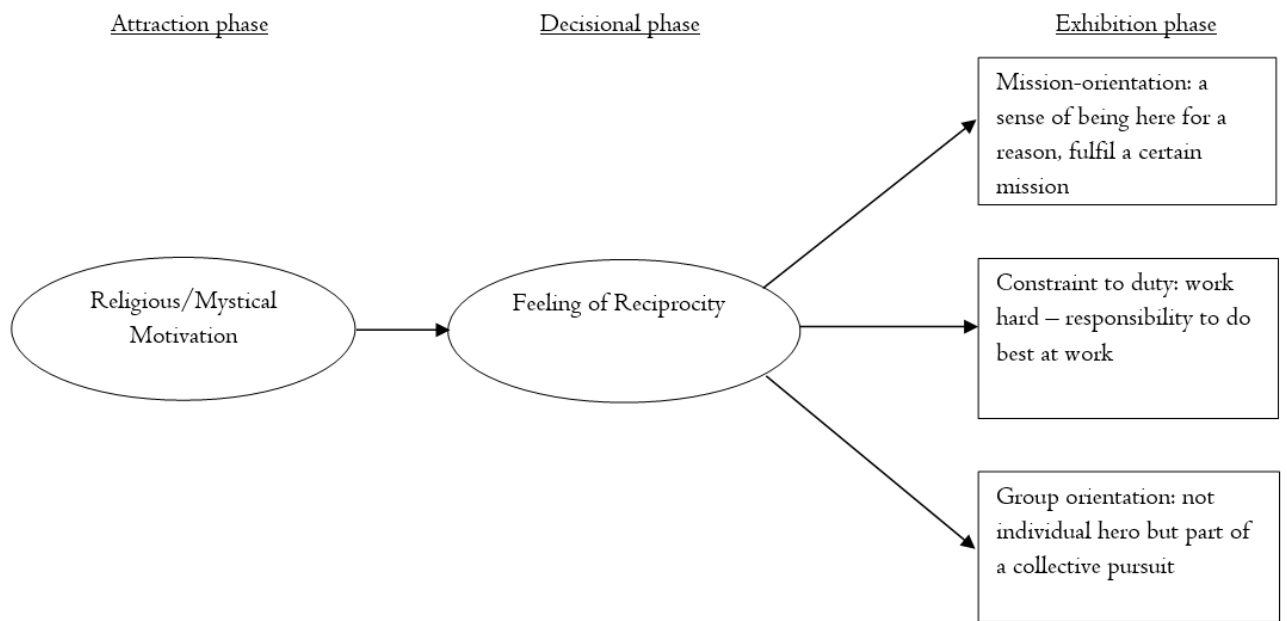 Attraction phase
Decisional phase
Exhibition phase
Religious/Mystical
Motivation
Feeling of Reciprocity
Mission-orientation: a
sense of being here for a
reason, fulfil a certain
mission
Constraint to duty: work
hard – responsibility to do
best at work
Group orientation: not
individual hero but part of
a collective pursuit